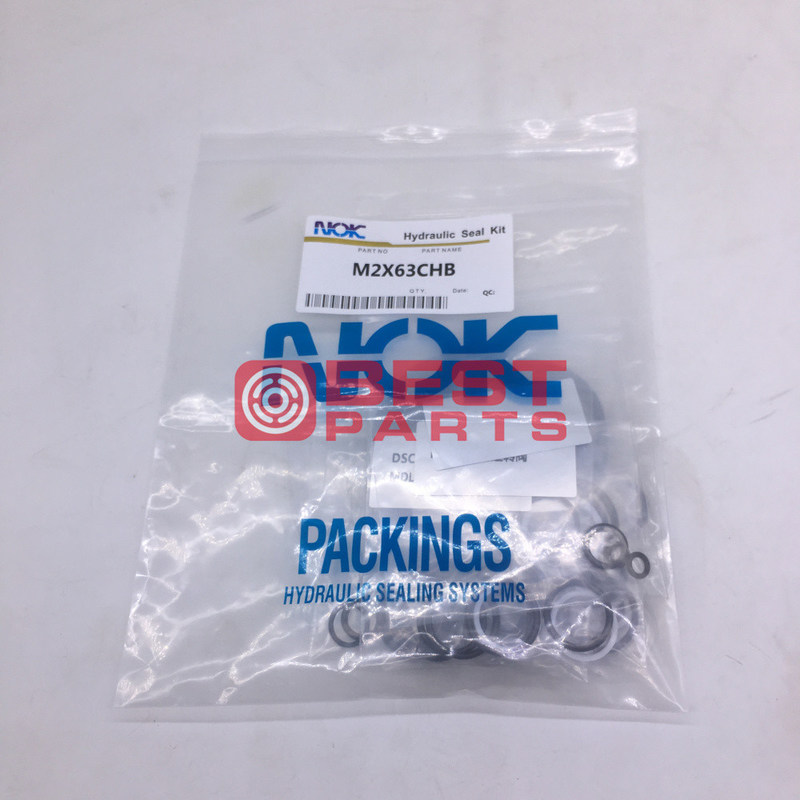 NOK
Hydraulic Seal Kit
PART NO PART NAME
M2X63CHB
QTY: Date: QC:
NOK
BEST
PARTS
DSC
PACKINGS
HYDRAULIC SEALING SYSTEMS